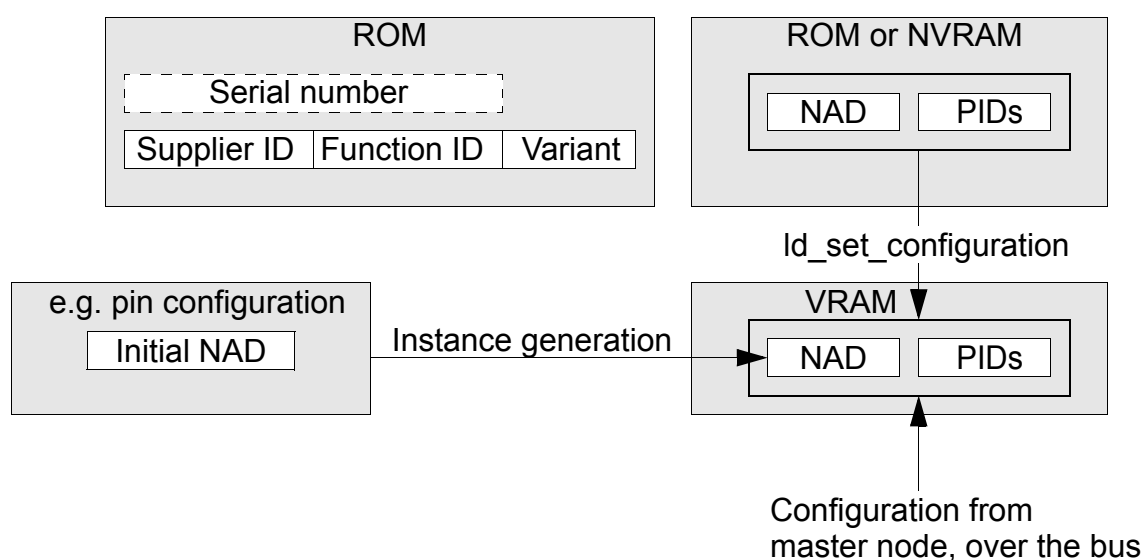 ROM
Serial number
Supplier ID Function ID Variant
ROM or NVRAM
NAD PIDs
ld_set_configuration
e.g. pin configuration
Initial NAD
Instance generation
VRAM
NAD PIDs
Configuration from
master node, over the bus